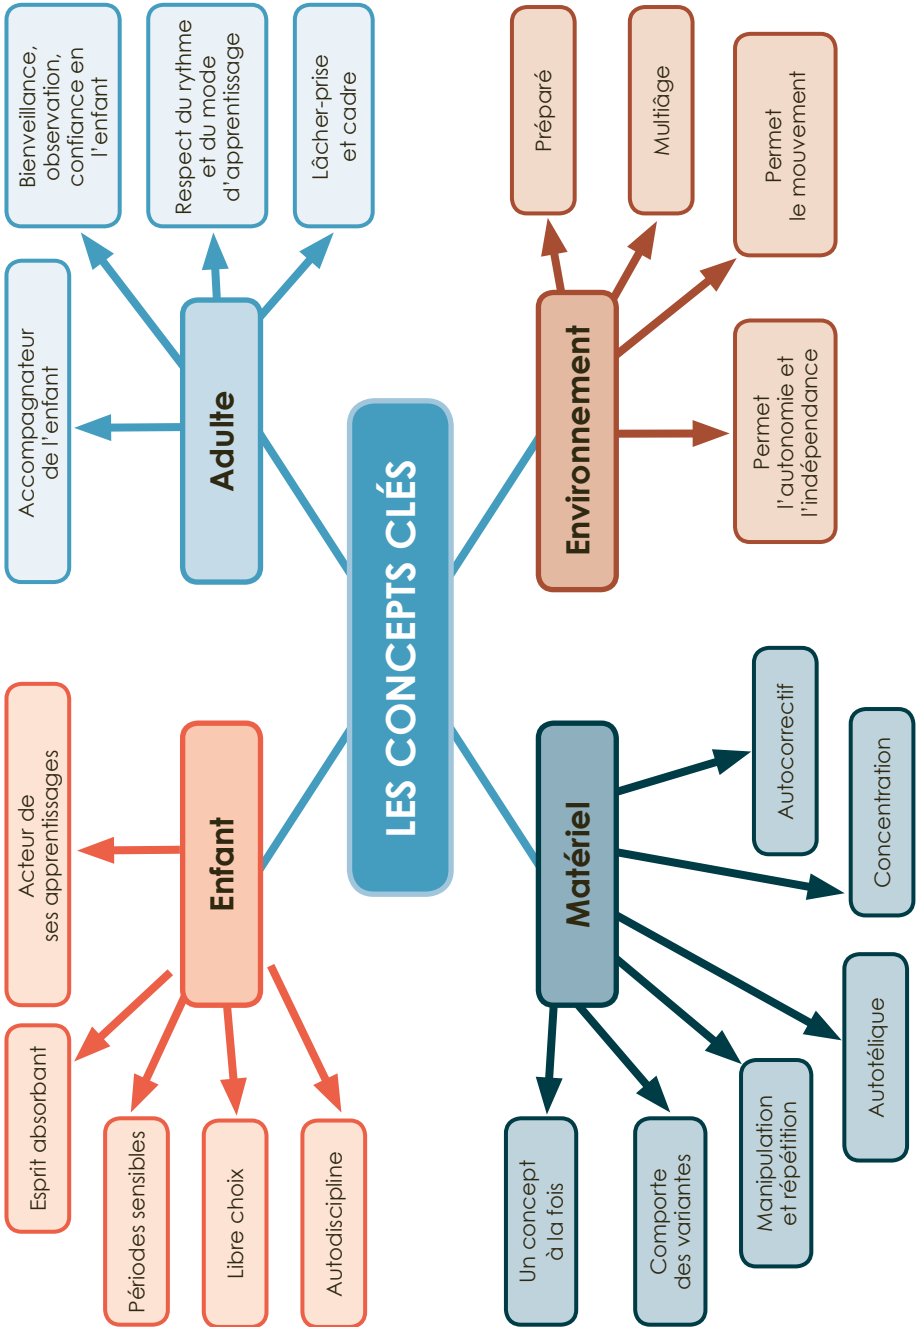 Acteur de
ses apprentissages
Esprit absorbant
Périodes sensibles
Libre choix
Autodiscipline
Enfant
Accompagnateur
de l'enfant
Bienveillance,
observation,
confiance en
l'enfant
Respect du rythme
et du mode
d'apprentissage
Lâcher-prise
et cadre
Adulte
LES CONCEPTS CLÉS
Matériel
Un concept
à la fois
Comporte
des variantes
Manipulation
et répétition
Autotélique
Concentration
Autocorrectif
Environnement
Préparé
Multiâge
Permet
le mouvement
Permet
l'autonomie et
l'indépendance